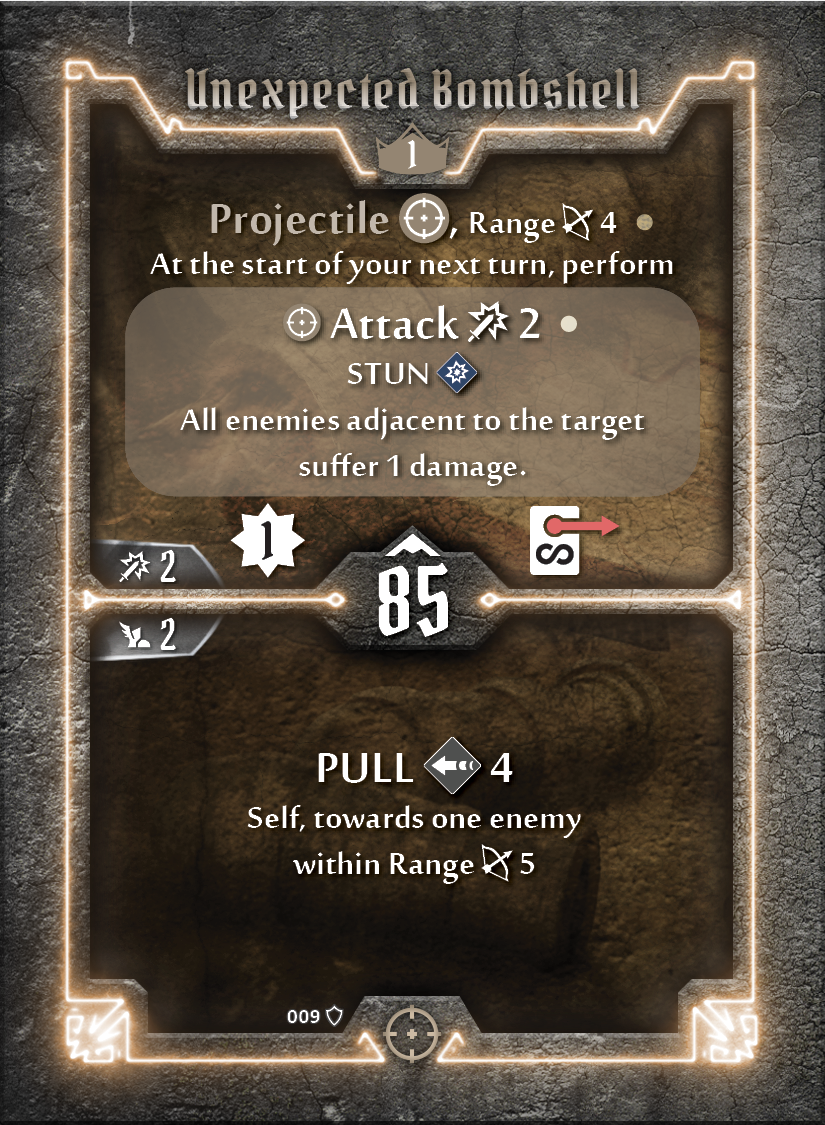 Unexpected Bombshell
1
Projectile , Range 4
At the start of your next turn, perform
Attack 2
STUN
All enemies adjacent to the target
suffer 1 damage.
1
2
85
2
PULL 4
Self, towards one enemy
within Range 5
009